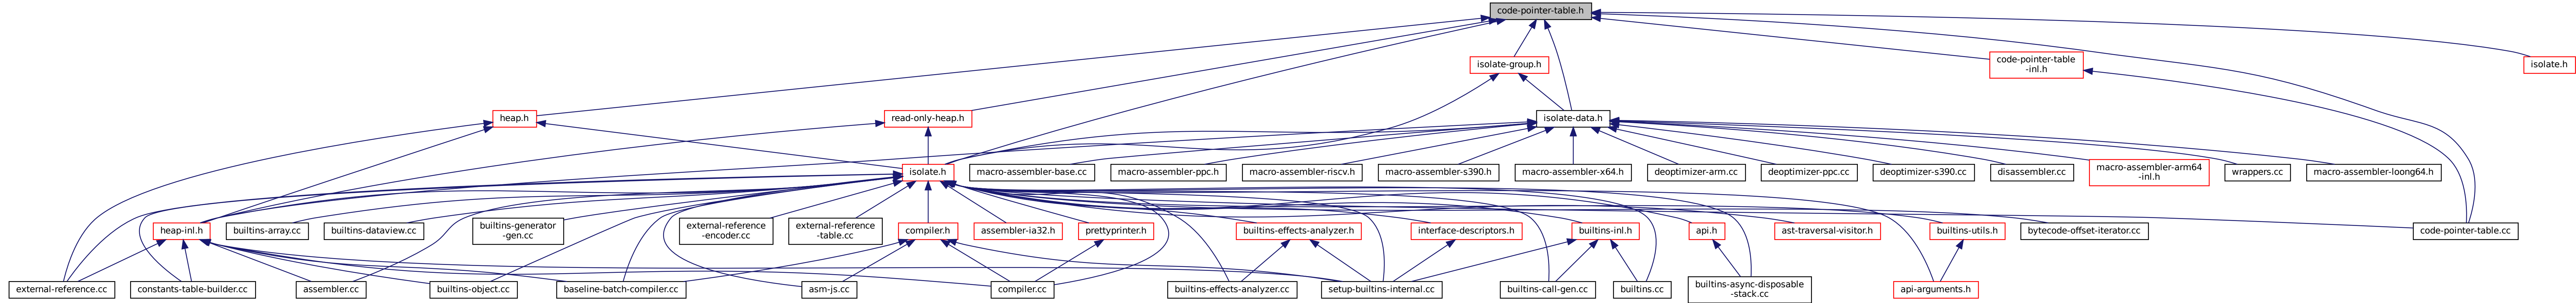 code-pointer-table.h
isolate-group.h
code-pointer-table
-inl.h
isolate.h
heap.h
read-only-heap.h
isolate-data.h
isolate.h
macro-assembler-base.cc
macro-assembler-ppc.h
macro-assembler-riscv.h
macro-assembler-s390.h
macro-assembler-x64.h
deoptimizer-arm.cc
deoptimizer-ppc.cc
deoptimizer-s390.cc
disassembler.cc
macro-assembler-arm64
-inl.h
wrappers.cc
macro-assembler-loong64.h
heap-inl.h
builtins-array.cc
builtins-dataview.cc
builtins-generator
-gen.cc
external-reference
-encoder.cc
external-reference
-table.cc
compiler.h
assembler-ia32.h
prettyprinter.h
builtins-effects-analyzer.h
interface-descriptors.h
builtins-inl.h
api.h
ast-traversal-visitor.h
builtins-utils.h
bytecode-offset-iterator.cc
code-pointer-table.cc
external-reference.cc
constants-table-builder.cc
assembler.cc
builtins-object.cc
baseline-batch-compiler.cc
asm-js.cc
compiler.cc
builtins-effects-analyzer.cc
setup-builtins-internal.cc
builtins-call-gen.cc
builtins.cc
builtins-async-disposable
-stack.cc
api-arguments.h